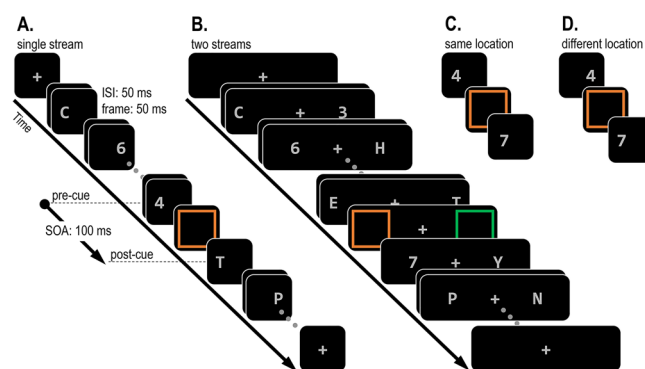 A.
single stream
+
C
ISI: 50 ms
frame: 50 ms
6
Time
4
pre-cue
SOA: 100 ms
post-cue
T
P
+
B.
two streams
+
C + 3
6 + H
E + T
+
7 + Y
P + N
+
C.
same location
4
7
D.
different location
4
7